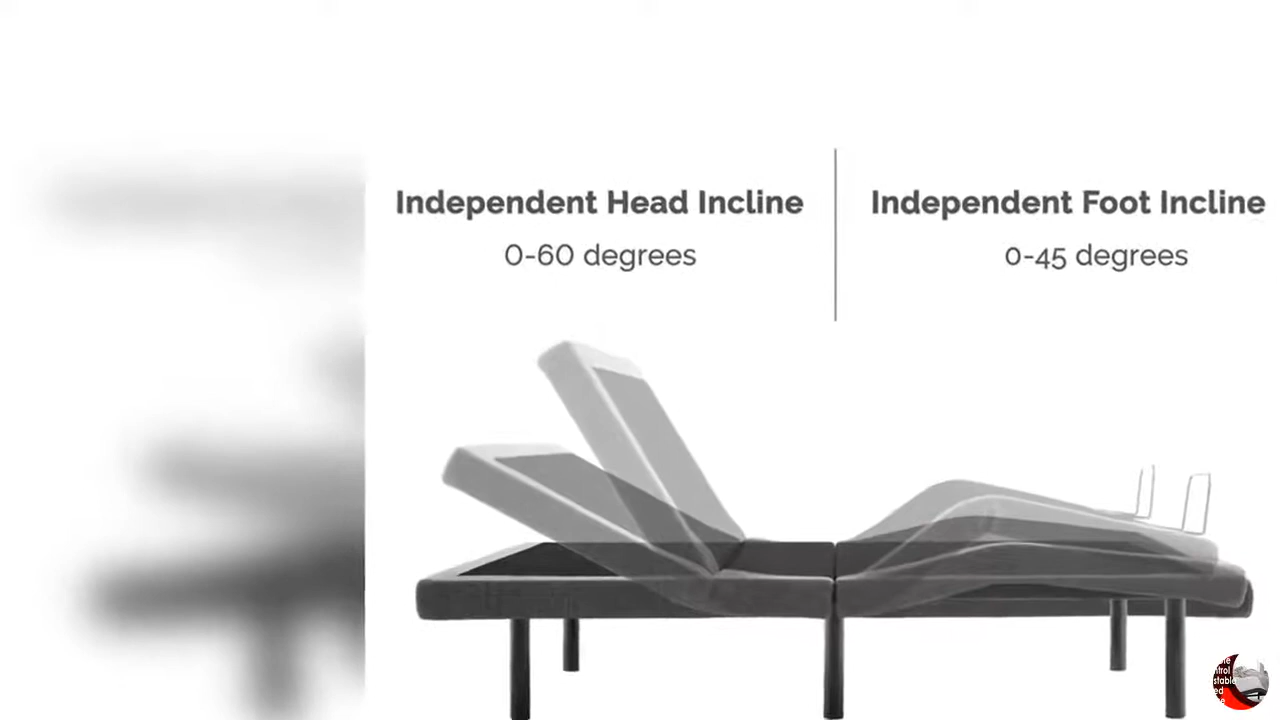 Independent Head Incline
0-60 degrees
Independent Foot Incline
0-45 degrees